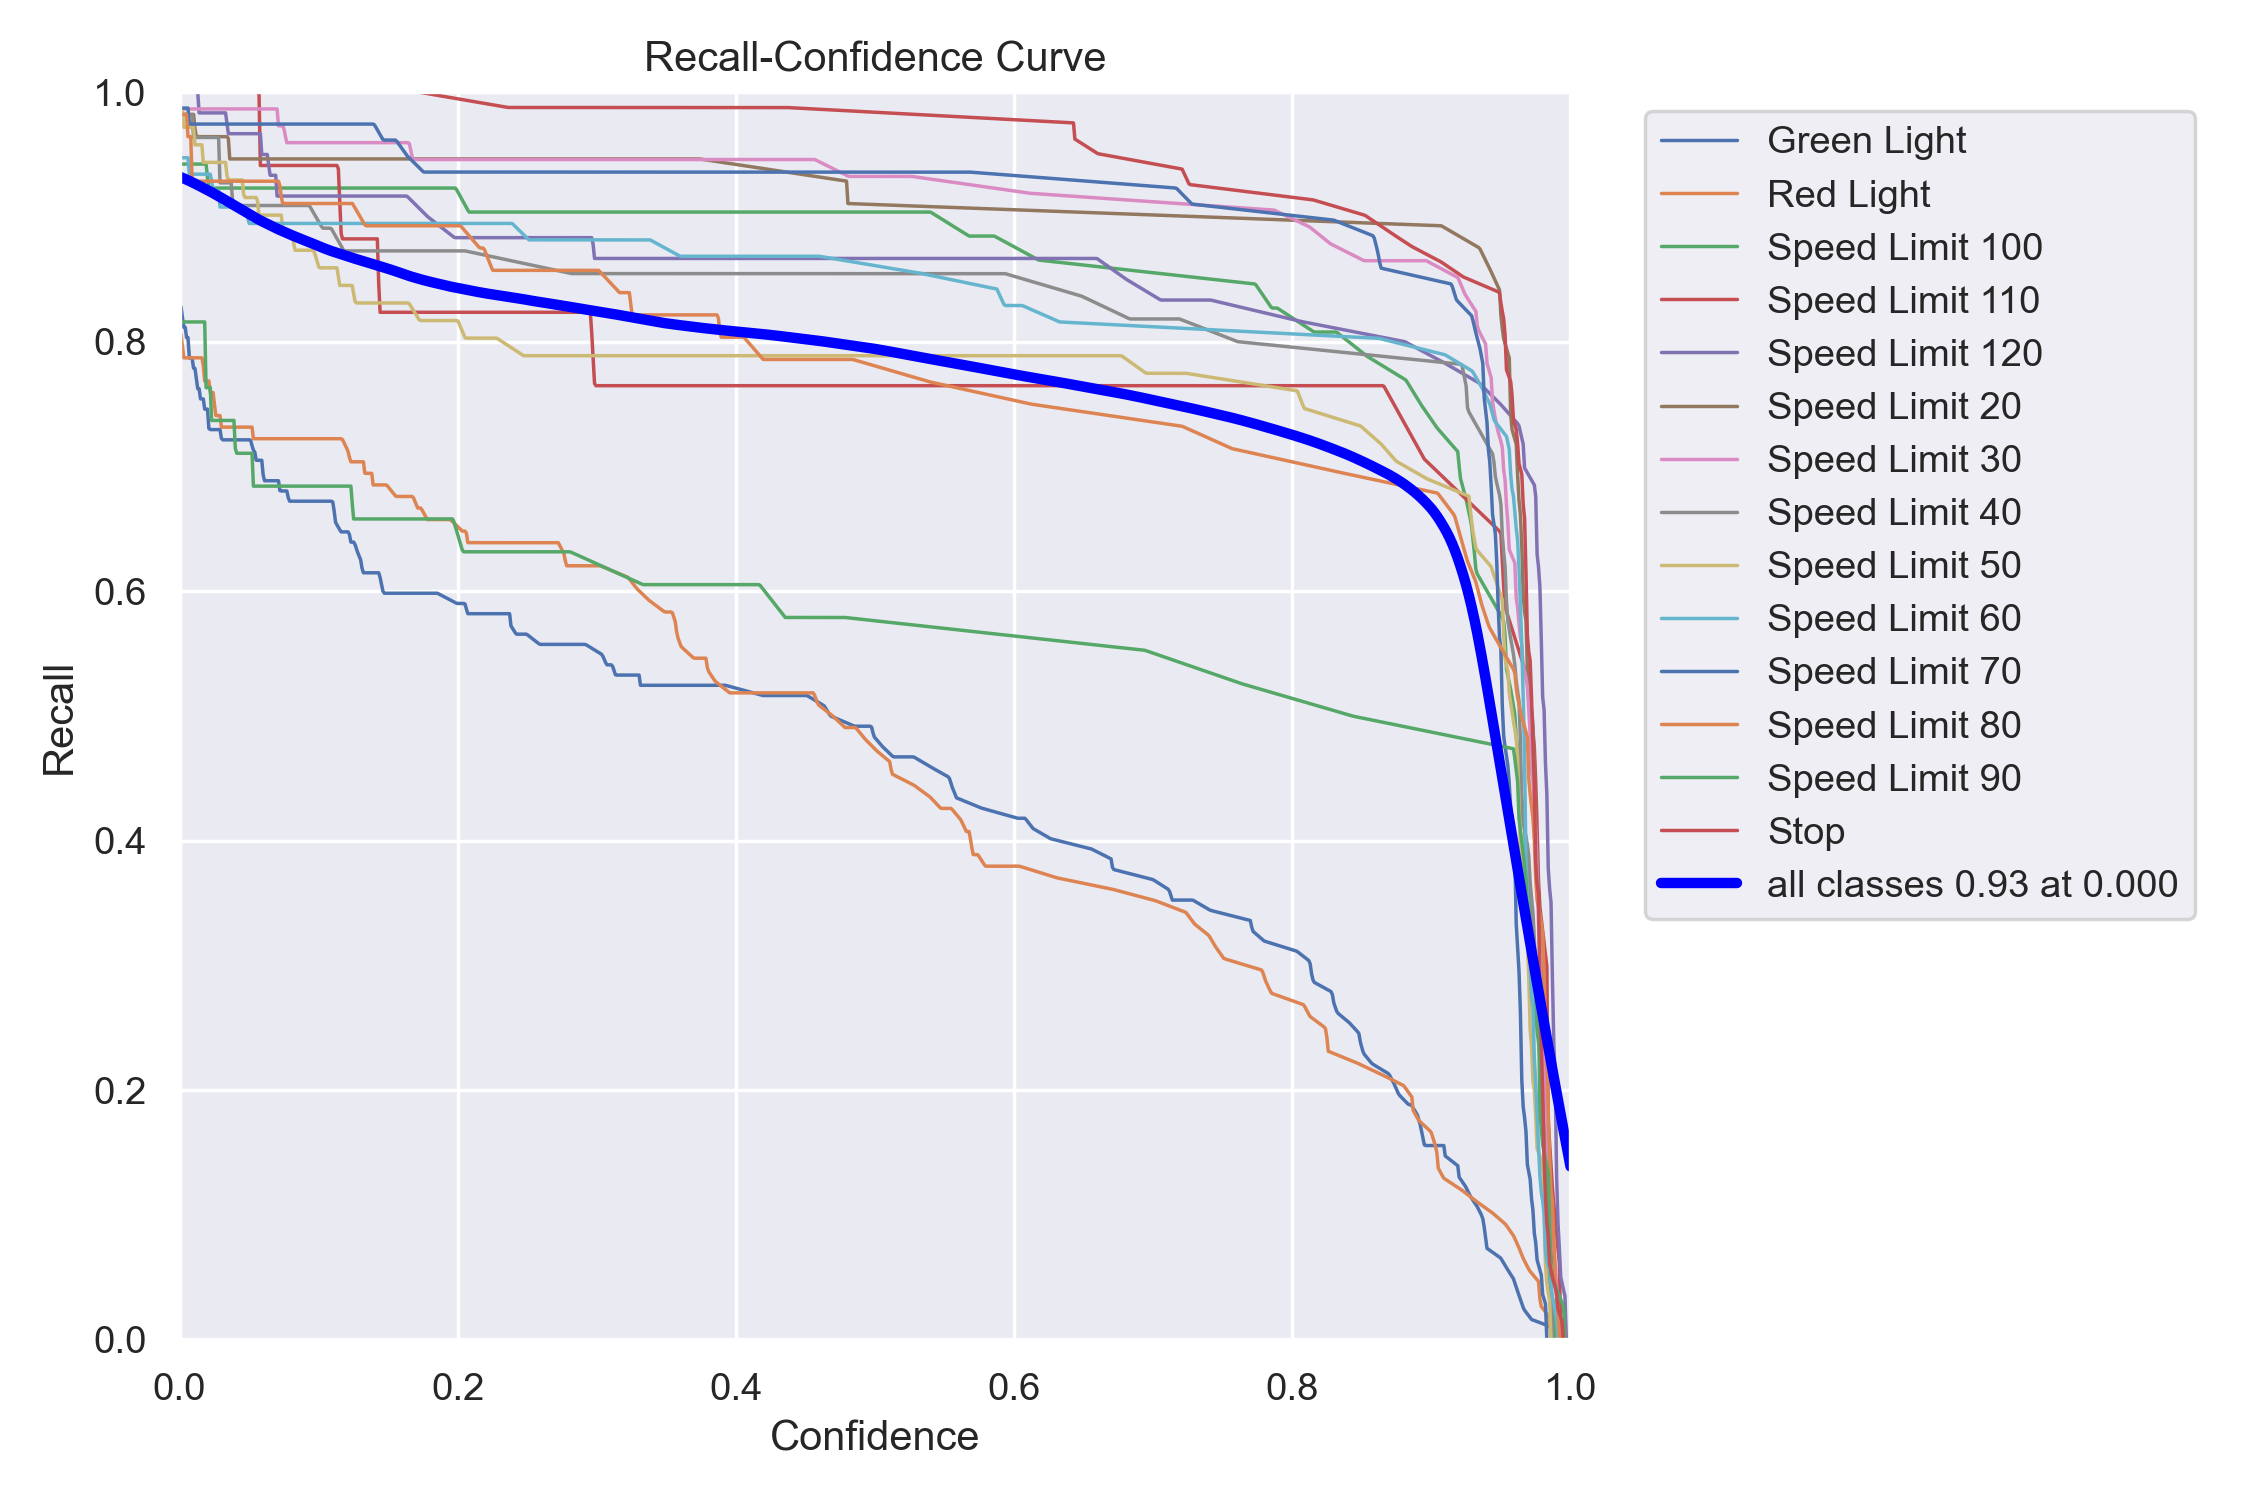 Recall-Confidence Curve
1.0
0.8
0.6
0.4
0.2
0.0
Recall
0.0 0.2 0.4 0.6 0.8 1.0
Confidence
Green Light
Red Light
Speed Limit 100
Speed Limit 110
Speed Limit 120
Speed Limit 20
Speed Limit 30
Speed Limit 40
Speed Limit 50
Speed Limit 60
Speed Limit 70
Speed Limit 80
Speed Limit 90
Stop
all classes 0.93 at 0.000